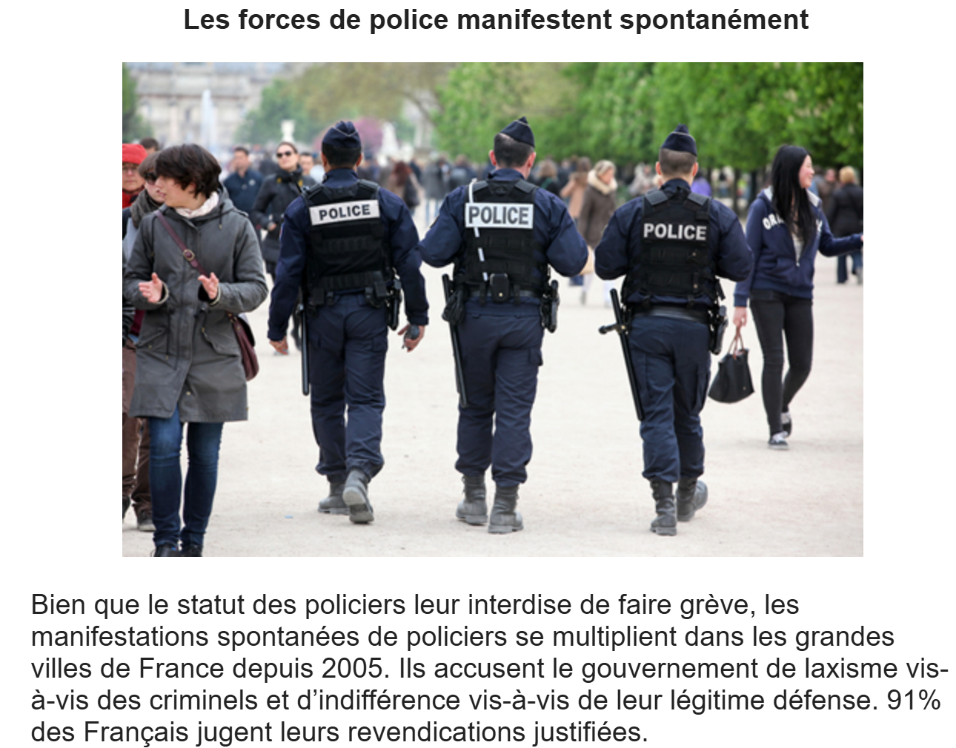 Les forces de police manifestent spontanément
POLICE
POLICE
POLICE
Bien que le statut des policiers leur interdise de faire grève, les
manifestations spontanées de policiers se multiplient dans les grandes
villes de France depuis 2005. Ils accusent le gouvernement de laxisme vis-
à-vis des criminels et d’indifférence vis-à-vis de leur légitime défense. 91%
des Français jugent leurs revendications justifiées.